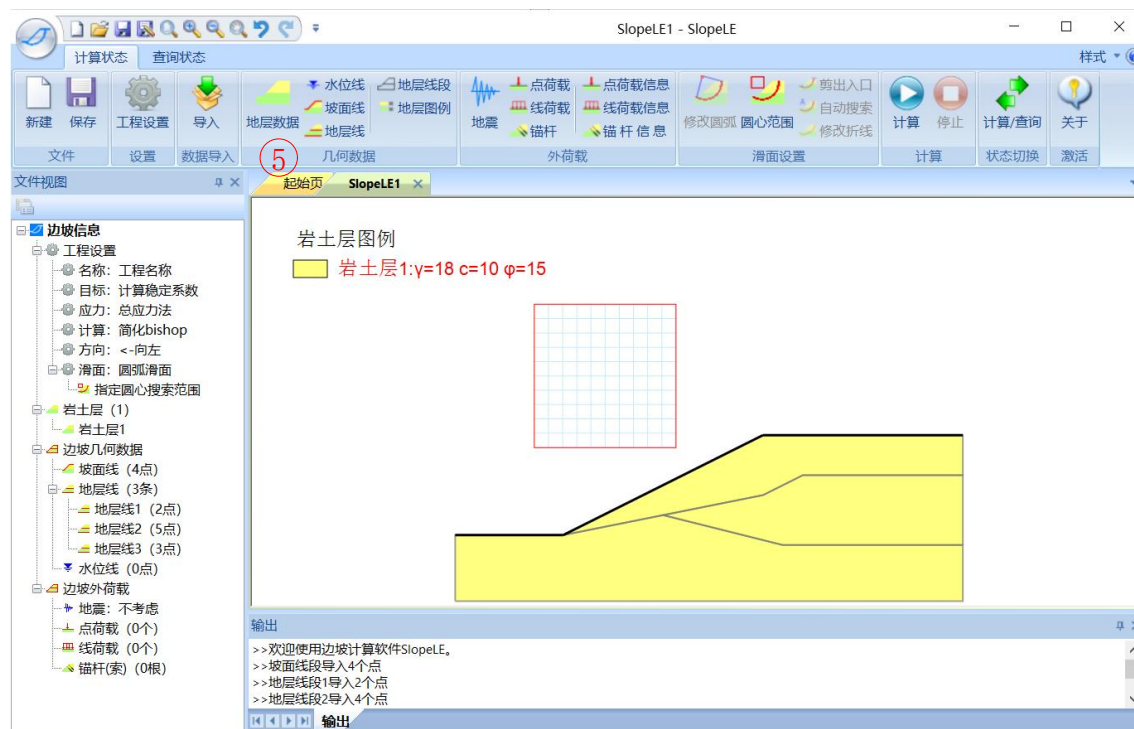 SlopeLE1 - SlopeLE
计算状态 查询状态 样式
新建 保存 工程设置 导入 地层数据 水位线 坡面线 地层线 地层线段 地层图例 地震 点荷载 线荷载 锚杆 点荷载信息 线荷载信息 锚杆信息 修改圆弧 圆心范围 剪出入口 自动搜索 修改折线 计算 停止 计算/查询 关于
文件 设置 数据导入 几何数据 外荷载 滑面设置 计算 状态切换 激活
⑤
文件视图
起始页 SlopeLE1
边坡信息
工程设置
名称：工程名称
目标：计算稳定系数
应力：总应力法
计算：简化bishop
方向：<-向左
滑面：圆弧滑面
指定圆心搜索范围
岩土层（1）
岩土层1
边坡几何数据
坡面线（4点）
地层线（3条）
地层线1（2点）
地层线2（5点）
地层线3（3点）
水位线（0点）
边坡外荷载
地震：不考虑
点荷载（0个）
线荷载（0个）
锚杆(索)（0根）
岩土层图例
岩土层1:γ=18 c=10 φ=15
输出
>>欢迎使用边坡计算软件SlopeLE。
>>坡面线段导入4个点
>>地层线段1导入2个点
>>地层线段2导入4个点
输出